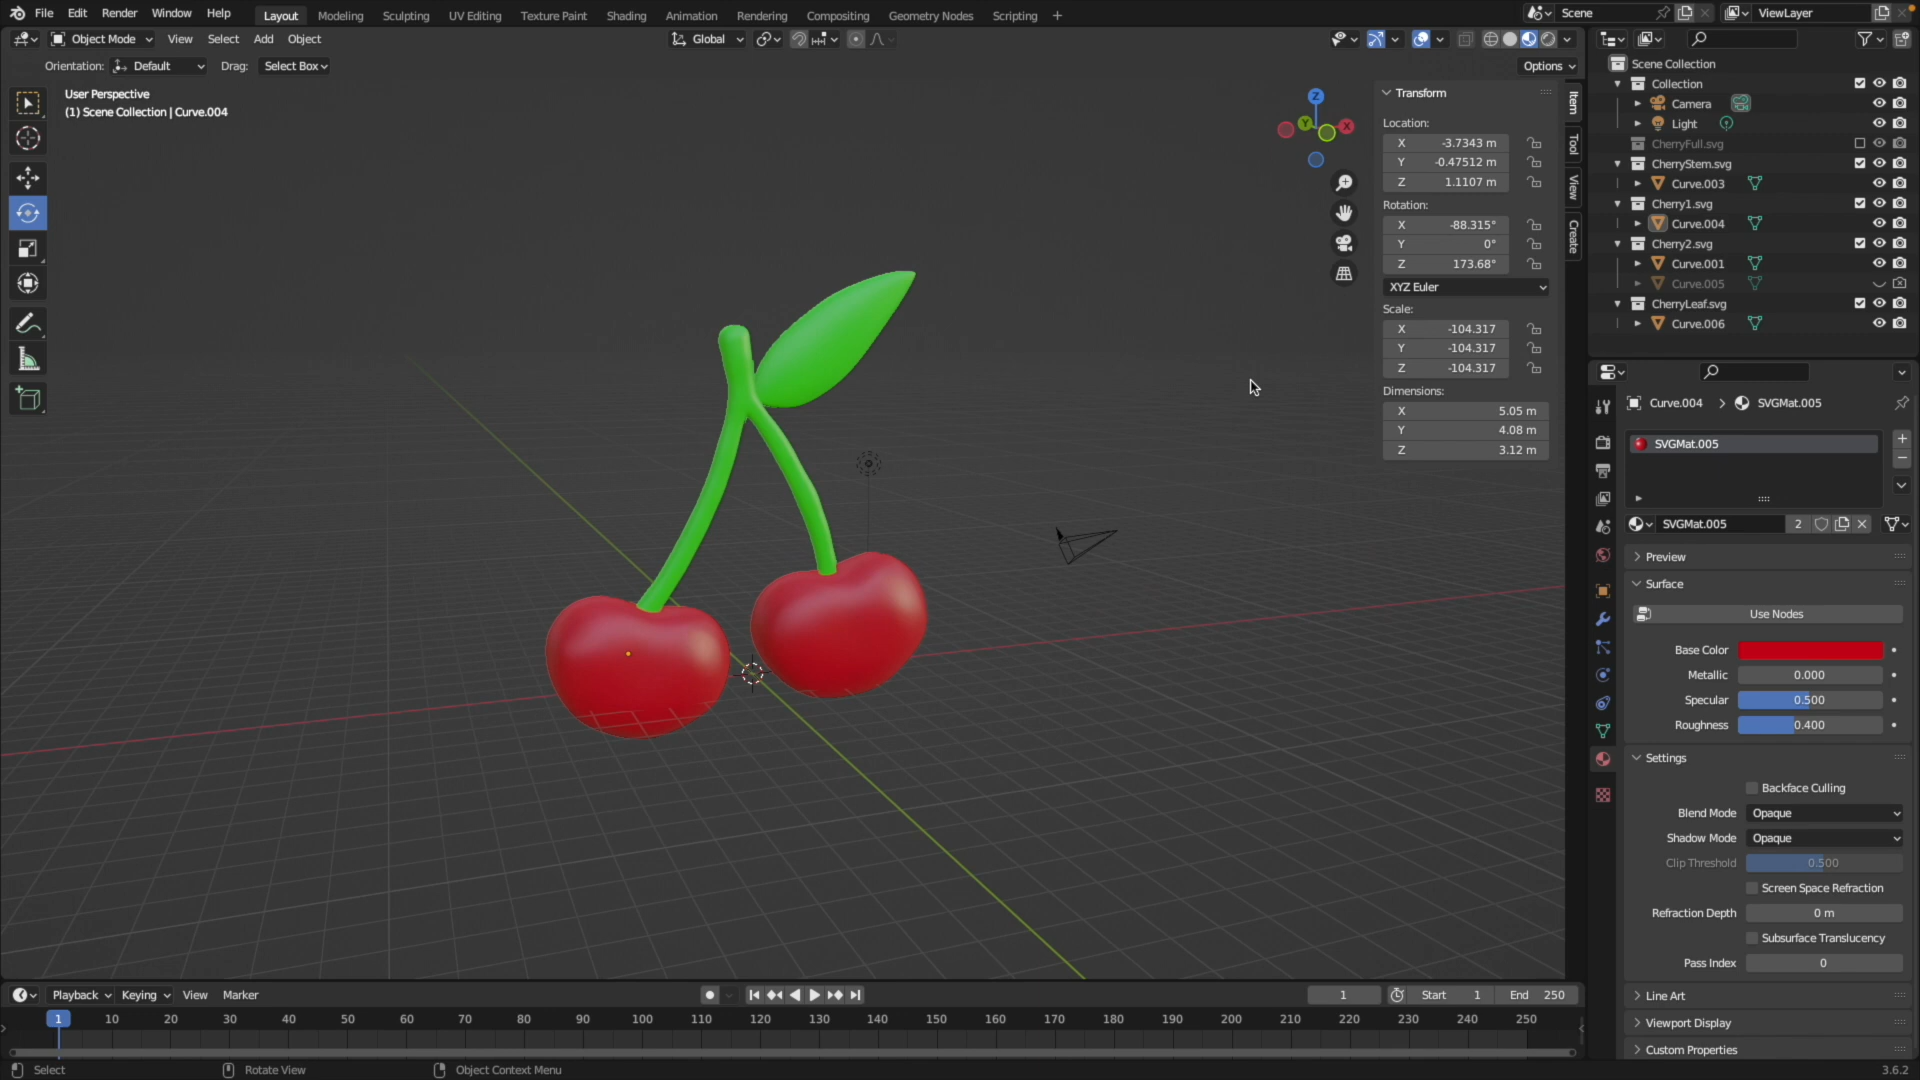 File Edit Render Window Help Layout Modeling Sculpting UV Editing Texture Paint Shading Animation Rendering Compositing Geometry Nodes Scripting + Scene ViewLayer
Object Mode View Select Add Object Global
Orientation: Default Drag: Select Box Options
User Perspective
(1) Scene Collection | Curve.004
Z
Y
X
Transform
Location:
X -3.7343 m
Y -0.47512 m
Z 1.1107 m
Rotation:
X -88.315°
Y 0°
Z 173.68°
XYZ Euler
Scale:
X -104.317
Y -104.317
Z -104.317
Dimensions:
X 5.05 m
Y 4.08 m
Z 3.12 m
Item
Tool
View
Create
Scene Collection
Collection
Camera
Light
CherryFull.svg
CherryStem.svg
Curve.003
Cherry1.svg
Curve.004
Cherry2.svg
Curve.001
Curve.005
CherryLeaf.svg
Curve.006
Curve.004 SVGMat.005
SVGMat.005
SVGMat.005 2
Preview
Surface
Use Nodes
Base Color
Metallic 0.000
Specular 0.500
Roughness 0.400
Settings
Backface Culling
Blend Mode Opaque
Shadow Mode Opaque
Clip Threshold 0.500
Screen Space Refraction
Refraction Depth 0 m
Subsurface Translucency
Pass Index 0
Line Art
Viewport Display
Custom Properties
Playback Keying View Marker 1 Start 1 End 250
1 10 20 30 40 50 60 70 80 90 100 110 120 130 140 150 160 170 180 190 200 210 220 230 240 250
Select Rotate View Object Context Menu 3.6.2